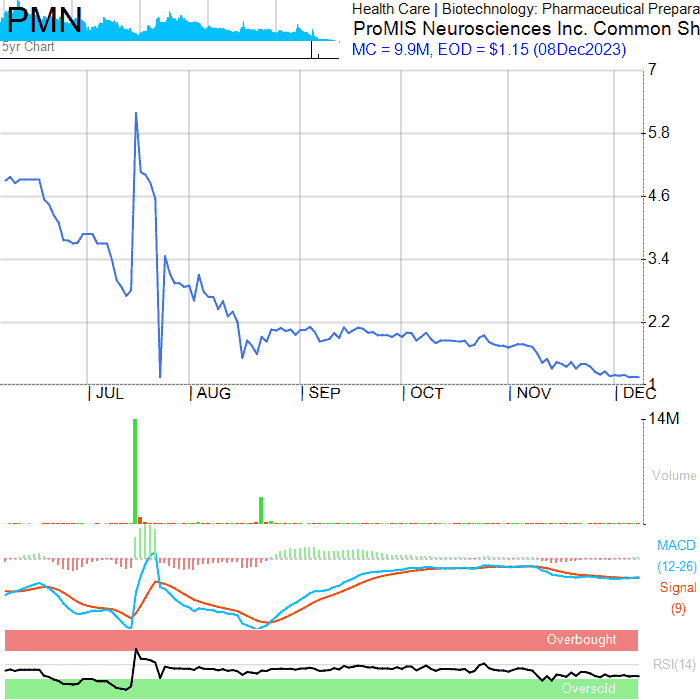 PMN
5yr Chart
Health Care | Biotechnology: Pharmaceutical Prepara
ProMIS Neurosciences Inc. Common Sh
MC = 9.9M, EOD = $1.15 (08Dec2023)
7
5.8
4.6
3.4
2.2
1
JUL AUG SEP OCT NOV DEC
14M
Volume
MACD
(12-26)
Signal
(9)
Overbought
RSI(14)
Oversold